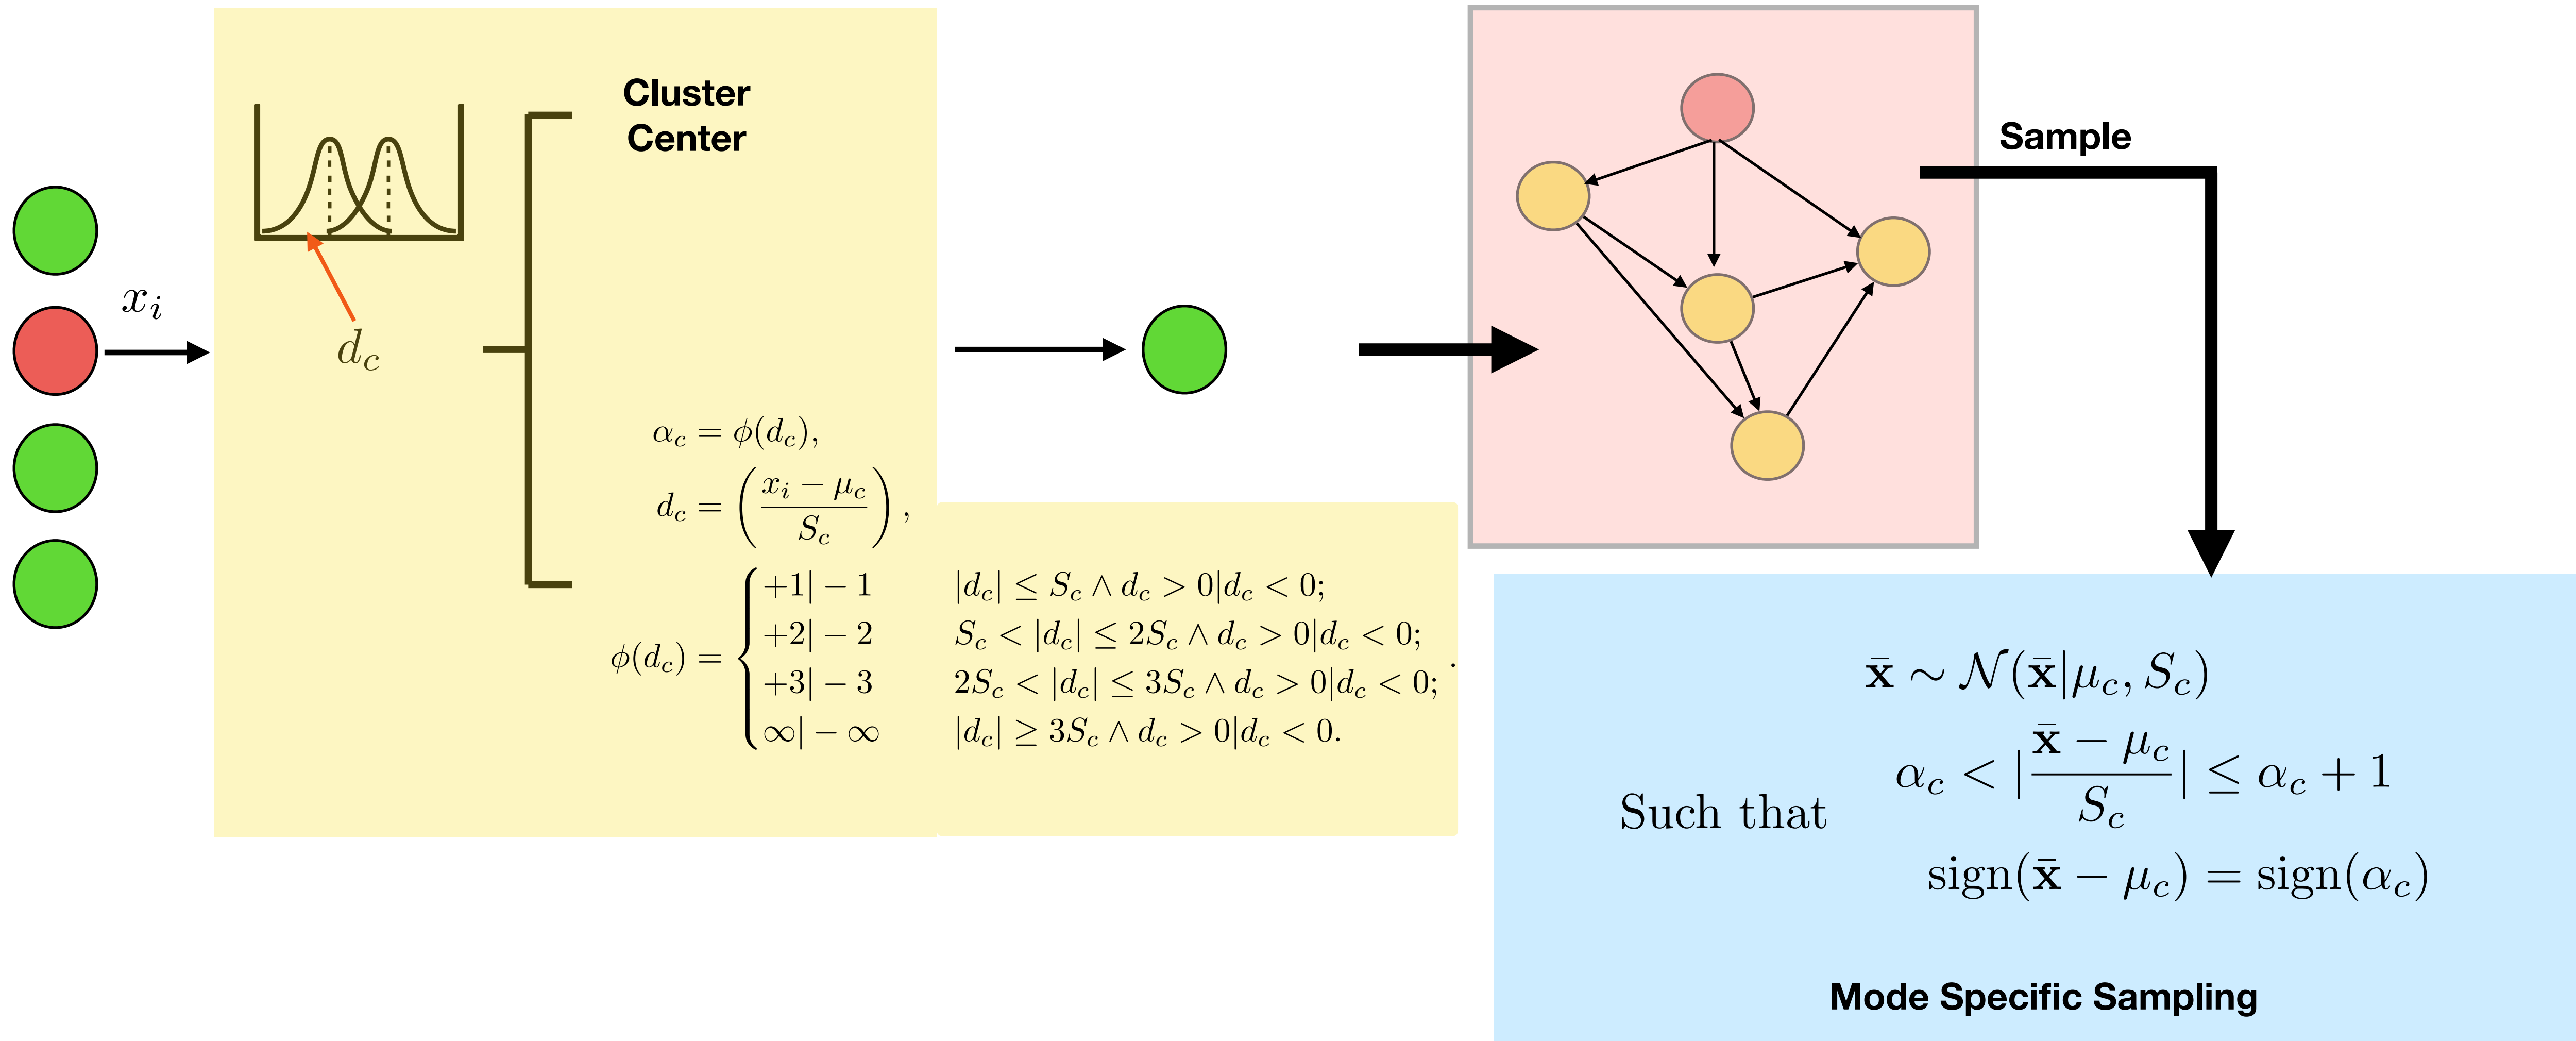 x_i
d_c
Cluster
Center
α_c = ϕ(d_c),
d_c = ( (x_i − μ_c) / S_c ),
ϕ(d_c) = {
+1| − 1    |d_c| ≤ S_c ∧ d_c > 0|d_c < 0;
+2| − 2    S_c < |d_c| ≤ 2S_c ∧ d_c > 0|d_c < 0;
+3| − 3    2S_c < |d_c| ≤ 3S_c ∧ d_c > 0|d_c < 0;
∞| − ∞    |d_c| ≥ 3S_c ∧ d_c > 0|d_c < 0.
.
Sample
x̄ ∼ 𝒩(x̄|μ_c, S_c)
Such that
α_c < | (x̄ − μ_c) / S_c | ≤ α_c + 1
sign(x̄ − μ_c) = sign(α_c)
Mode Specific Sampling